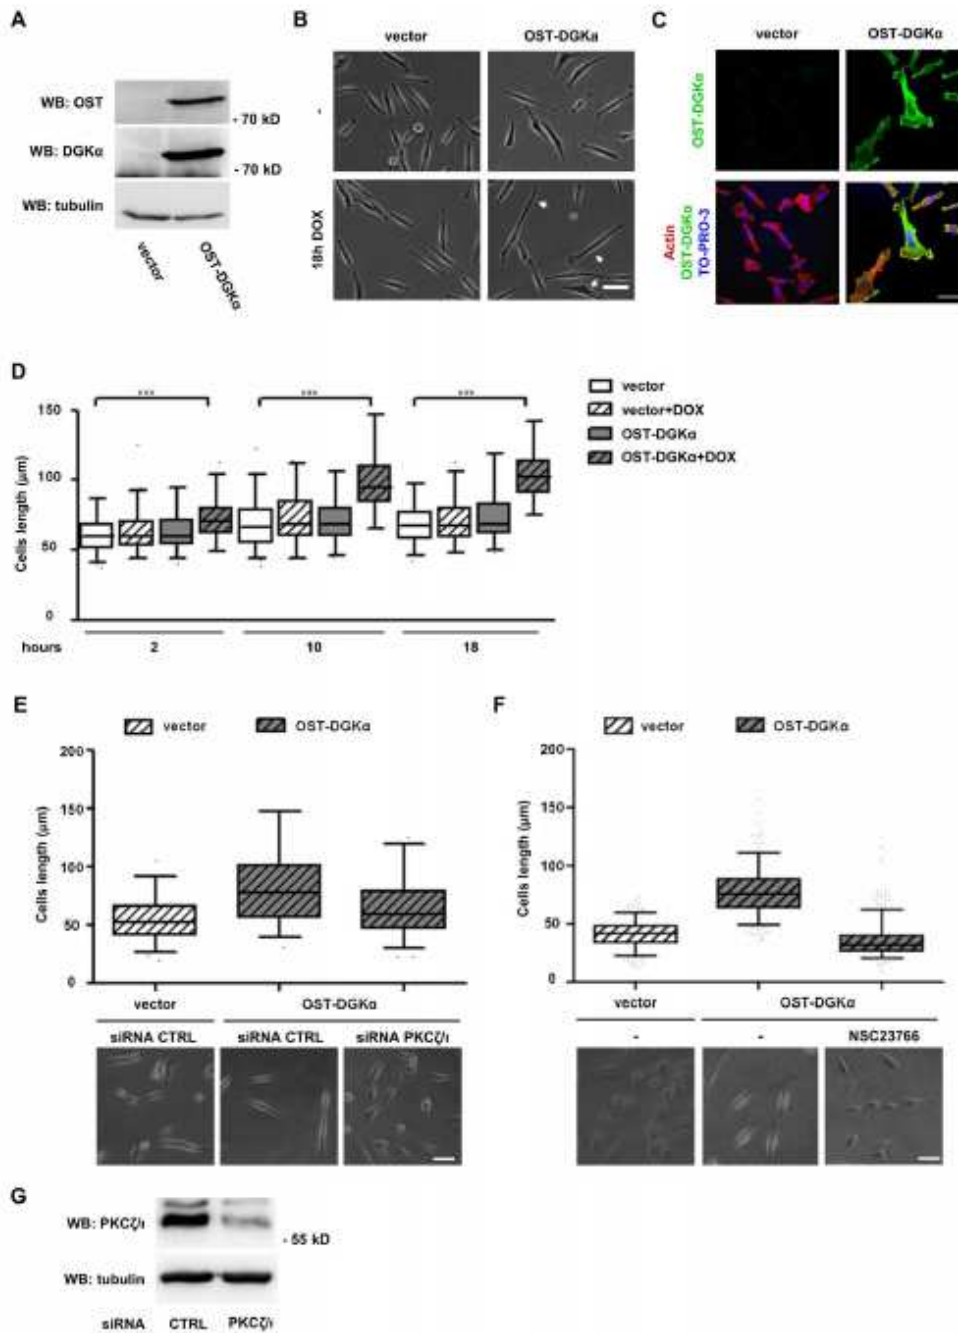 A
WB: OST
- 70 kD
WB: DGKα
- 70 kD
WB: tubulin
vector
OST-DGKα
B
vector
OST-DGKα
-
18h DOX
C
vector
OST-DGKα
OST-DGKα
Actin
OST-DGKα
TO-PRO-3
D
Cells length (μm)
150
100
50
0
***
***
***
hours
2
10
18
vector
vector+DOX
OST-DGKα
OST-DGKα+DOX
E
vector
OST-DGKα
Cells length (μm)
200
150
100
50
0
vector
OST-DGKα
siRNA CTRL
siRNA CTRL
siRNA PKCζ/ι
F
vector
OST-DGKα
Cells length (μm)
200
150
100
50
0
vector
OST-DGKα
-
-
NSC23766
G
WB: PKCζ/ι
- 55 kD
WB: tubulin
siRNA CTRL PKCζ/ι